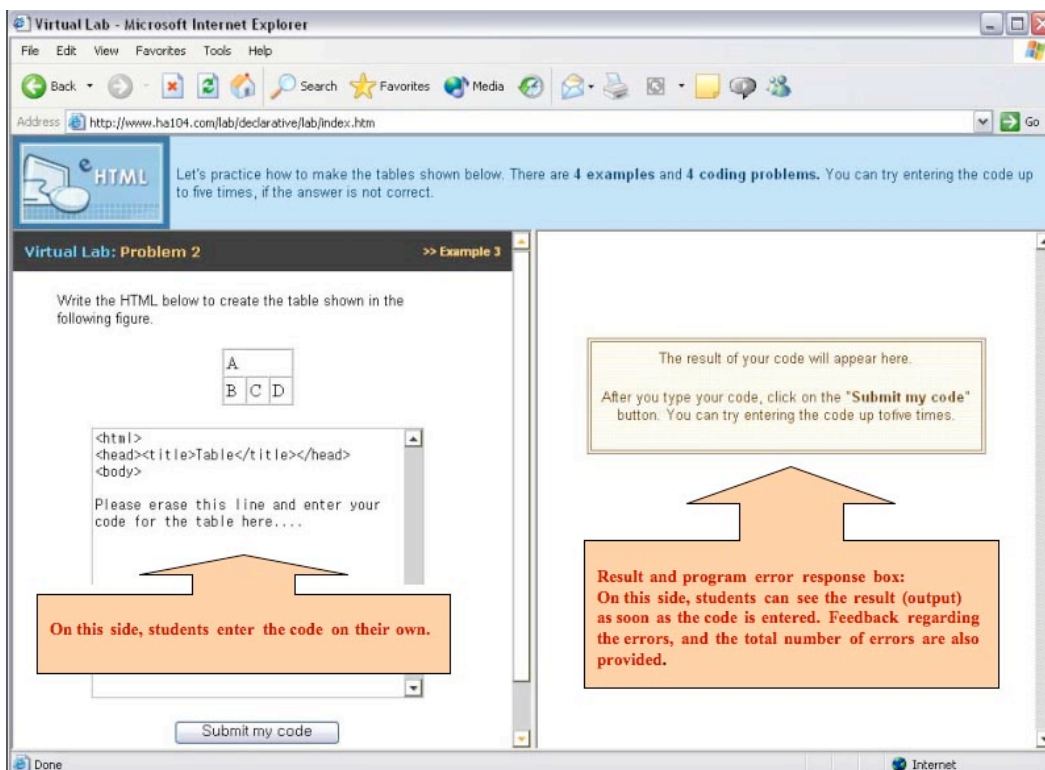 Virtual Lab - Microsoft Internet Explorer
File Edit View Favorites Tools Help
Back Search Favorites Media
Address http://www.ha104.com/lab/declarative/lab/index.htm Go
e HTML
Let's practice how to make the tables shown below. There are 4 examples and 4 coding problems. You can try entering the code up
to five times, if the answer is not correct.
Virtual Lab: Problem 2 >> Example 3
Write the HTML below to create the table shown in the
following figure.
A
B C D
<html>
<head><title>Table</title></head>
<body>
Please erase this line and enter your
code for the table here....
On this side, students enter the code on their own.
Submit my code
The result of your code will appear here.
After you type your code, click on the "Submit my code"
button. You can try entering the code up tofive times.
Result and program error response box:
On this side, students can see the result (output)
as soon as the code is entered. Feedback regarding
the errors, and the total number of errors are also
provided.
Done Internet